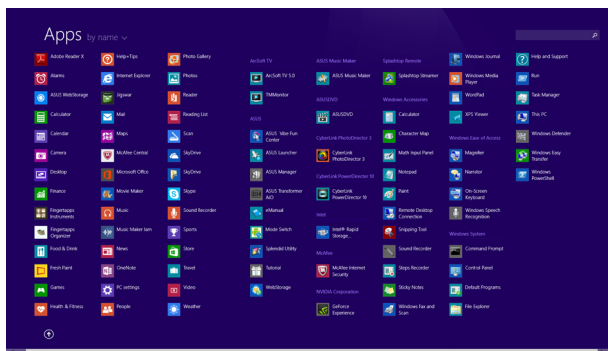 Apps by name
Adobe Reader X
Alarms
ASUS WebStorage
Calculator
Calendar
Camera
Desktop
Finance
Fingertapps
Instruments
Fingertapps
Organizer
Food & Drink
Fresh Paint
Games
Health & Fitness
Help+Tips
Internet Explorer
Jigswar
Mail
Maps
McAfee Central
Microsoft Office
Movie Maker
Music
Music Maker Jam
News
OneNote
PC settings
People
Photo Gallery
Photos
Reader
Reading List
Scan
SkyDrive
SkyDrive
Skype
Sound Recorder
Sports
Store
Travel
Video
Weather
ArcSoft TV
ArcSoft TV 5.0
TMMonitor
ASUS
ASUS Vibe Fun
Center
ASUS Launcher
ASUS Manager
ASUS Transformer
AIO
eManual
Mode Switch
Splendid Utility
Tutorial
WebStorage
ASUS Music Maker
ASUS Music Maker
ASUSDVD
ASUSDVD
CyberLink PhotoDirector 3
CyberLink
PhotoDirector 3
CyberLink PowerDirector 10
CyberLink
PowerDirector 10
Intel
Intel® Rapid
Storage...
McAfee
McAfee Internet
Security
NVIDIA Corporation
GeForce
Experience
Splashtop Remote
Splashtop Streamer
Windows Accessories
Calculator
Character Map
Math Input Panel
Notepad
Paint
Remote Desktop
Connection
Snipping Tool
Sound Recorder
Steps Recorder
Sticky Notes
Windows Fax and
Scan
Windows Journal
Windows Media
Player
WordPad
XPS Viewer
Windows Ease of Access
Magnifier
Narrator
On-Screen
Keyboard
Windows Speech
Recognition
Windows System
Command Prompt
Control Panel
Default Programs
File Explorer
Help and Support
Run
Task Manager
This PC
Windows Defender
Windows Easy
Transfer
Windows
PowerShell